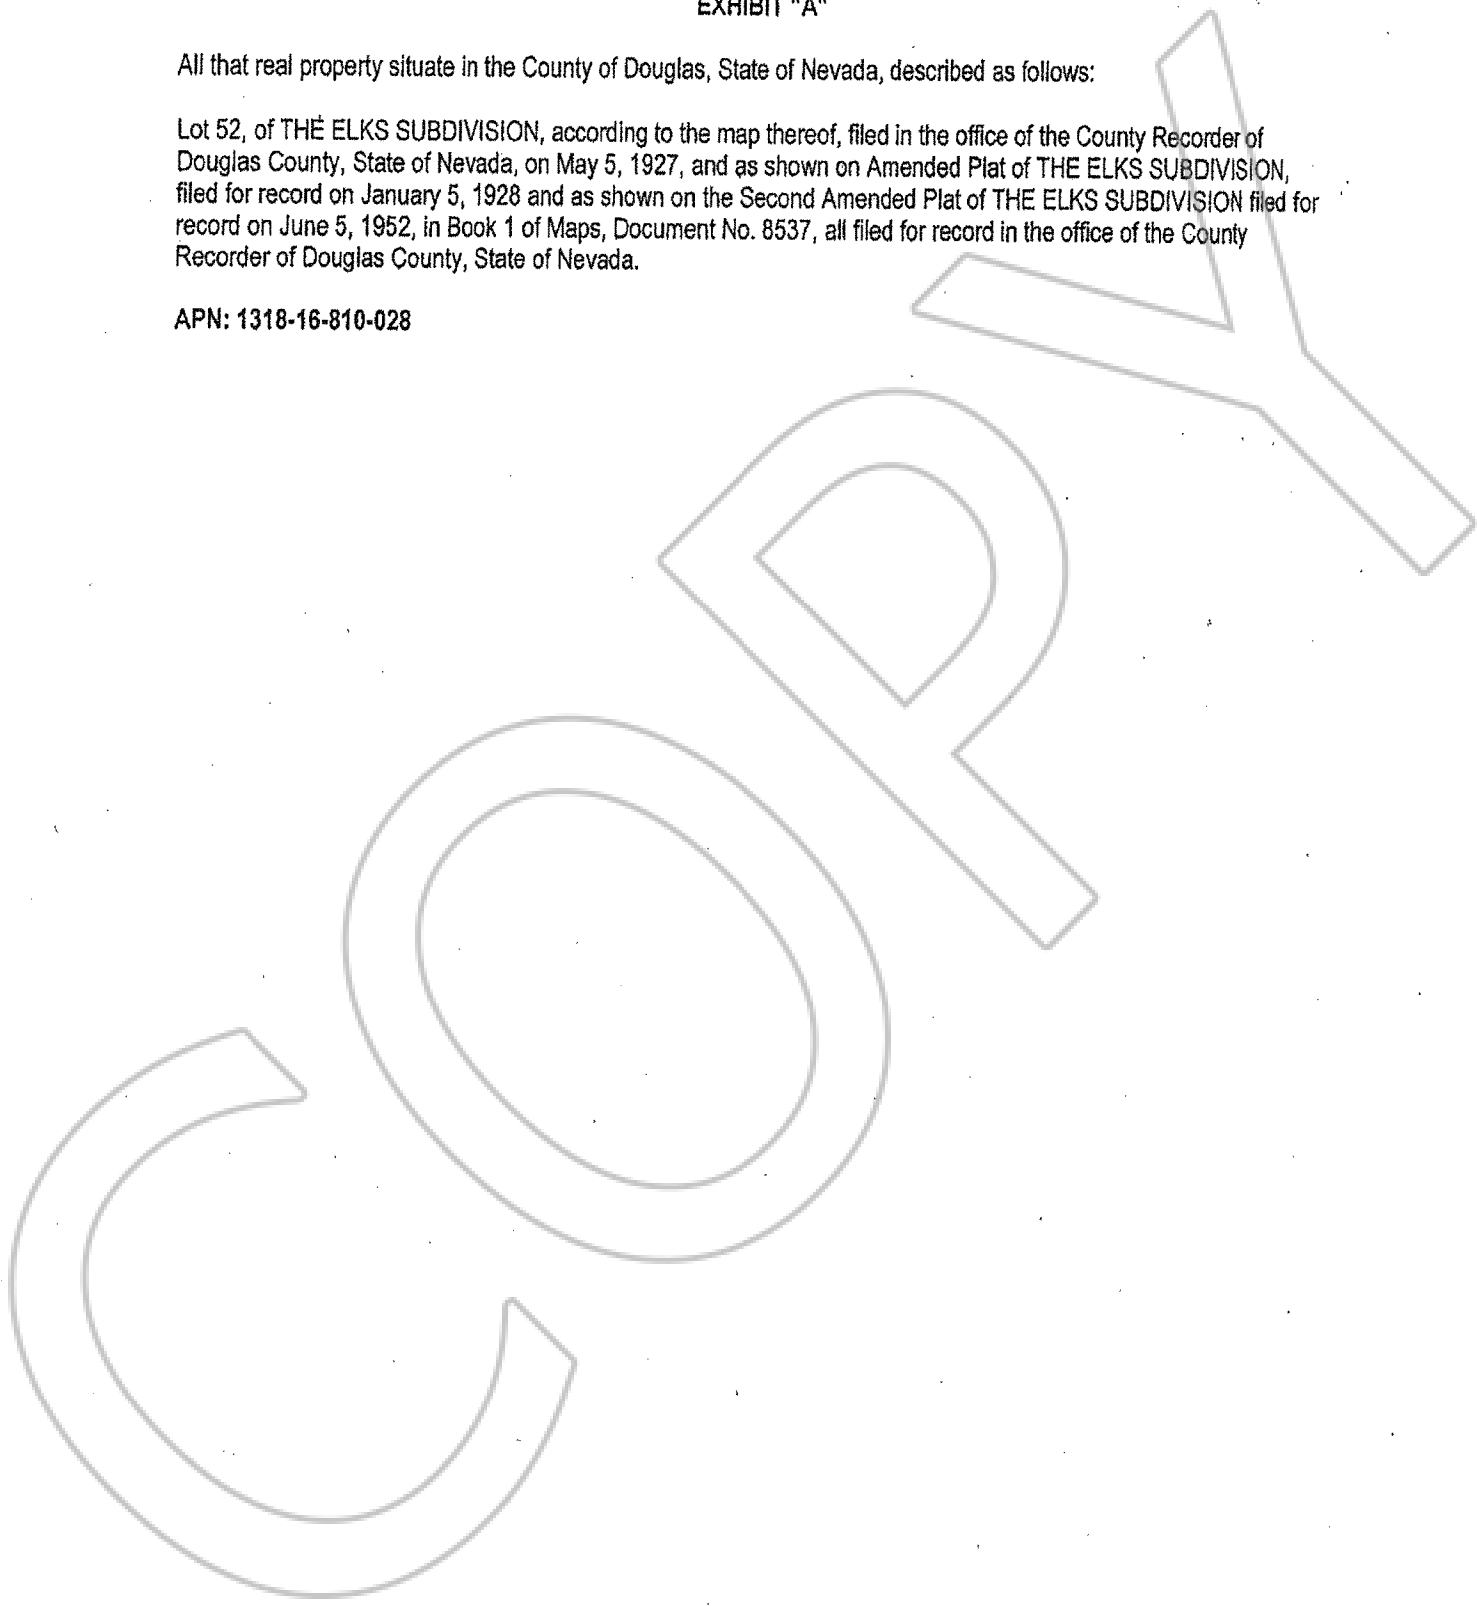 EXHIBIT "A"
All that real property situate in the County of Douglas, State of Nevada, described as follows:
Lot 52, of THE ELKS SUBDIVISION, according to the map thereof, filed in the office of the County Recorder of
Douglas County, State of Nevada, on May 5, 1927, and as shown on Amended Plat of THE ELKS SUBDIVISION,
filed for record on January 5, 1928 and as shown on the Second Amended Plat of THE ELKS SUBDIVISION filed for
record on June 5, 1952, in Book 1 of Maps, Document No. 8537, all filed for record in the office of the County
Recorder of Douglas County, State of Nevada.
APN: 1318-16-810-028
COPY